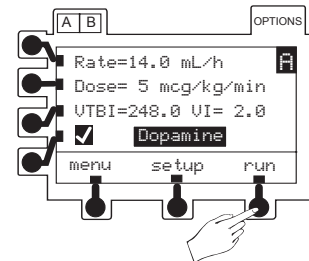 A B
OPTIONS
Rate=14.0 mL/h
A
Dose= 5 mcg/kg/min
VTBI=248.0 VI= 2.0
Dopamine
menu setup run